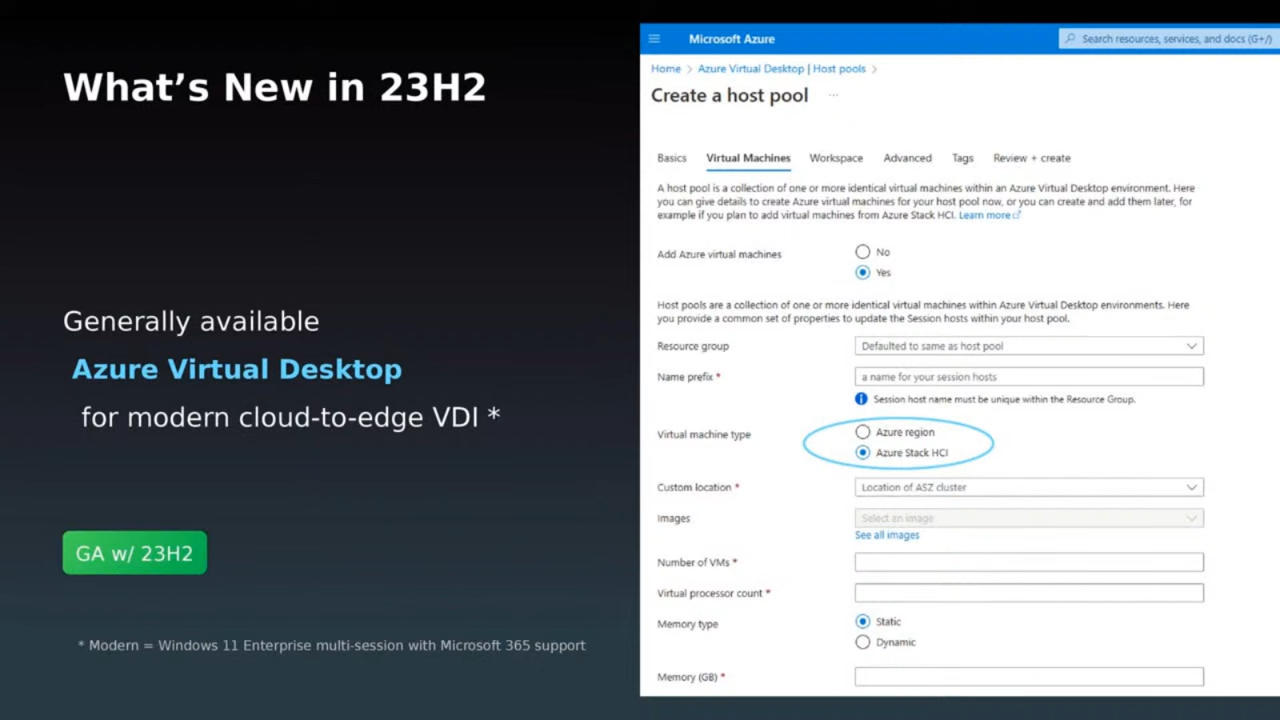 What's New in 23H2
Generally available
Azure Virtual Desktop
for modern cloud-to-edge VDI *
GA w/ 23H2
* Modern = Windows 11 Enterprise multi-session with Microsoft 365 support
Microsoft Azure
Search resources, services, and docs (G+/)
Home > Azure Virtual Desktop | Host pools >
Create a host pool ...
Basics Virtual Machines Workspace Advanced Tags Review + create
A host pool is a collection of one or more identical virtual machines within an Azure Virtual Desktop environment. Here
you can give details to create Azure virtual machines for your host pool now, or you can create and add them later, for
example if you plan to add virtual machines from Azure Stack HCI. Learn more
Add Azure virtual machines
No
Yes
Host pools are a collection of one or more identical virtual machines within Azure Virtual Desktop environments. Here
you provide a common set of properties to update the Session hosts within your host pool.
Resource group Defaulted to same as host pool
Name prefix * a name for your session hosts
Session host name must be unique within the Resource Group.
Virtual machine type
Azure region
Azure Stack HCI
Custom location * Location of ASZ cluster
Images Select an image
See all images
Number of VMs *
Virtual processor count *
Memory type
Static
Dynamic
Memory (GB) *